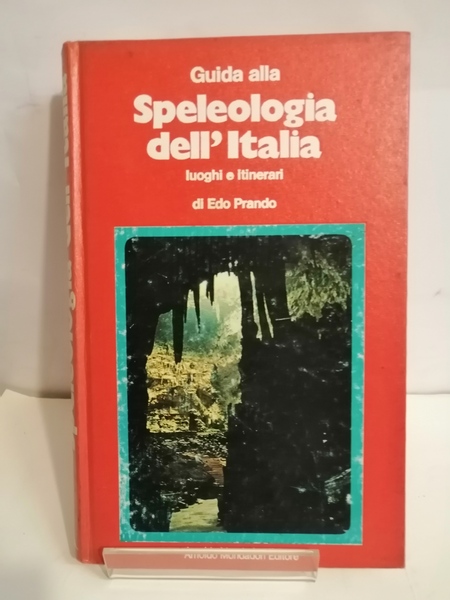 Guida alla
Speleologia
dell'Italia
luoghi e itinerari
di Edo Prando
Arnoldo Mondadori Editore